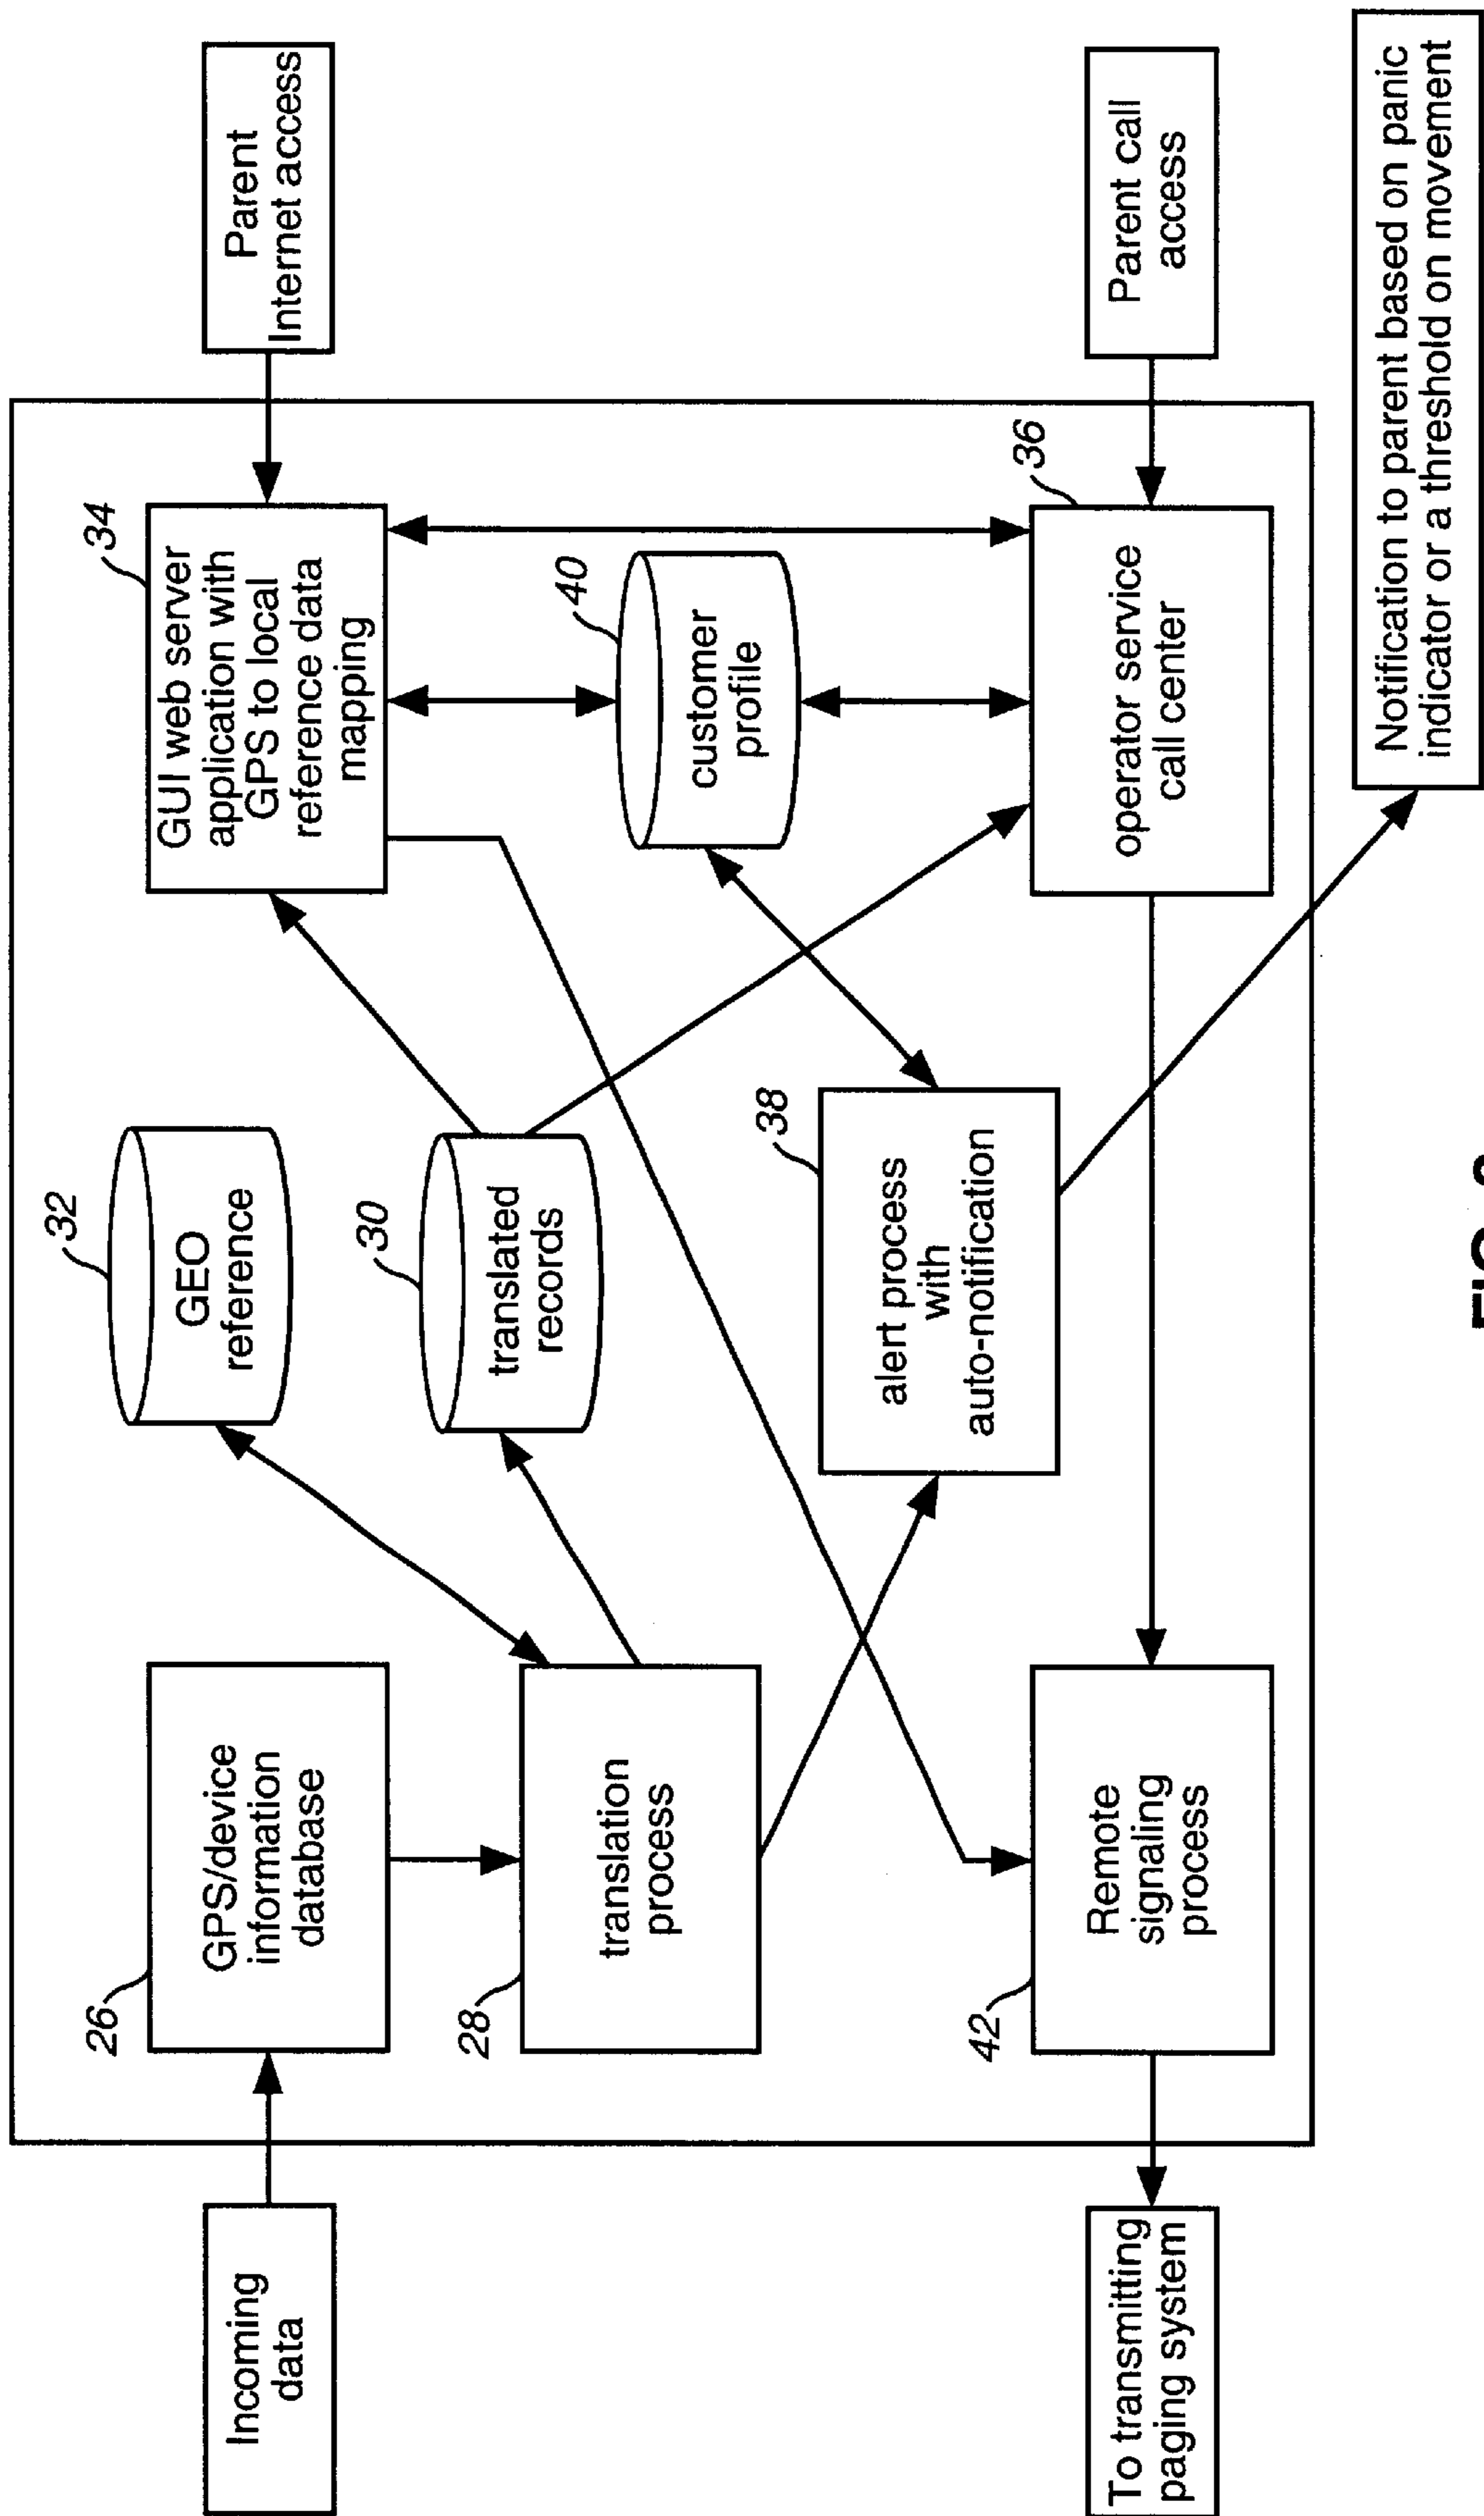 Incoming
data
26
GPS/device
information
database
32
GEO
reference
34
GUI web server
application with
GPS to local
reference data
mapping
Parent
Internet access
28
translation
process
30
translated
records
40
customer
profile
38
alert process
with
auto-notification
To transmitting
paging system
42
Remote
signaling
process
36
operator service
call center
Parent call
access
Notification to parent based on panic
indicator or a threshold on movement
FIG.